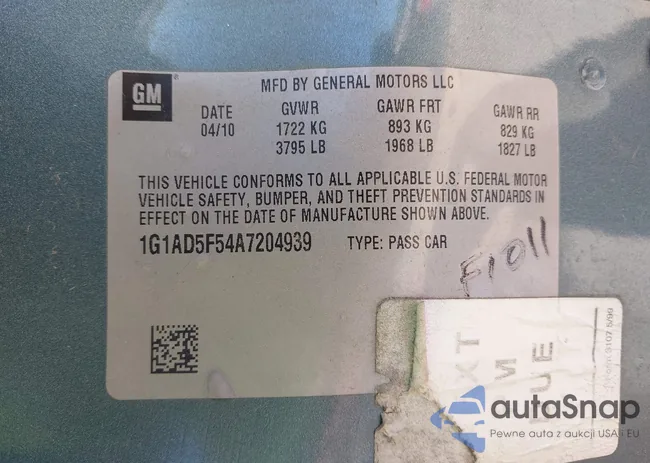 GM
MFD BY GENERAL MOTORS LLC
DATE GVWR GAWR FRT GAWR RR
04/10 1722 KG 893 KG 829 KG
3795 LB 1968 LB 1827 LB
THIS VEHICLE CONFORMS TO ALL APPLICABLE U.S. FEDERAL MOTOR
VEHICLE SAFETY, BUMPER, AND THEFT PREVENTION STANDARDS IN
EFFECT ON THE DATE OF MANUFACTURE SHOWN ABOVE.
1G1AD5F54A7204939 TYPE: PASS CAR
F1011
XT
UE
autaSnap
Pewne auta z aukcji USA i EU